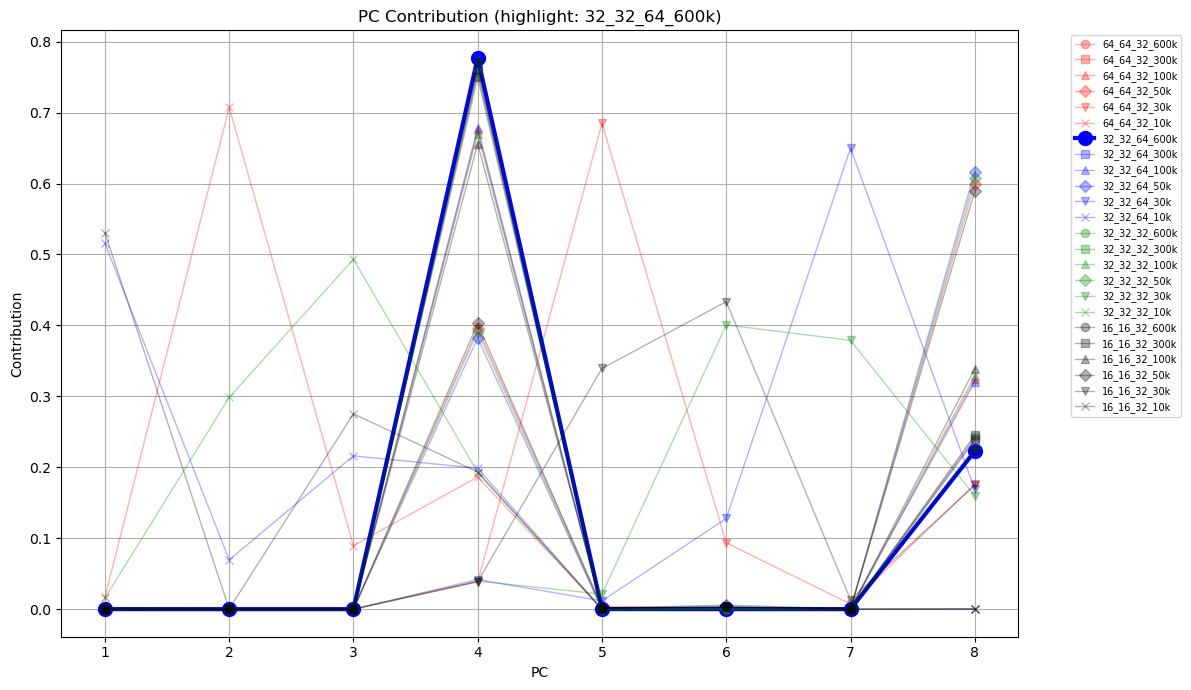 PC Contribution (highlight: 32_32_64_600k)
0.8
0.7
0.6
0.5
0.4
0.3
0.2
0.1
0.0
Contribution
1 2 3 4 5 6 7 8
PC
64_64_32_600k
64_64_32_300k
64_64_32_100k
64_64_32_50k
64_64_32_30k
64_64_32_10k
32_32_64_600k
32_32_64_300k
32_32_64_100k
32_32_64_50k
32_32_64_30k
32_32_64_10k
32_32_32_600k
32_32_32_300k
32_32_32_100k
32_32_32_50k
32_32_32_30k
32_32_32_10k
16_16_32_600k
16_16_32_300k
16_16_32_100k
16_16_32_50k
16_16_32_30k
16_16_32_10k